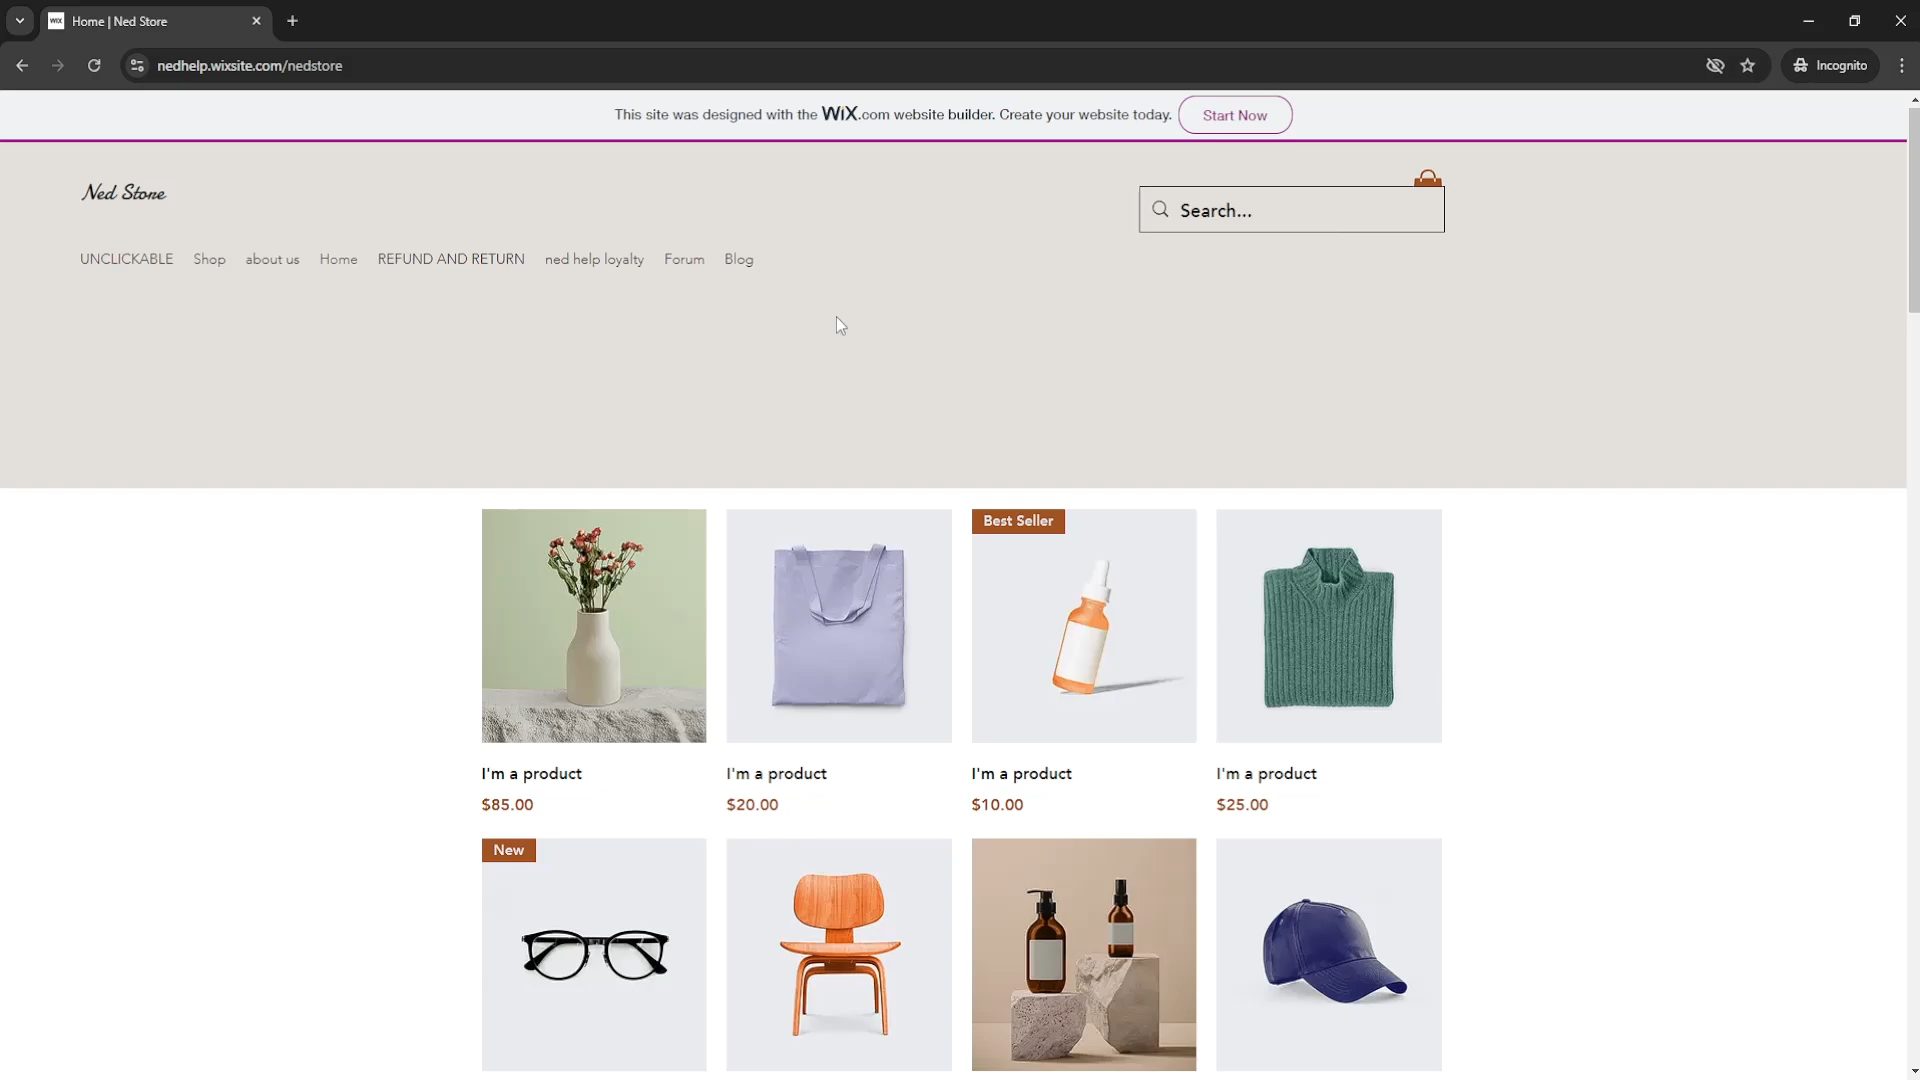 Home | Ned Store
nedhelp.wixsite.com/nedstore
Incognito
This site was designed with the WiX.com website builder. Create your website today.
Start Now
Ned Store
Search...
UNCLICKABLE Shop about us Home REFUND AND RETURN ned help loyalty Forum Blog
Best Seller
I'm a product I'm a product I'm a product I'm a product
$85.00 $20.00 $10.00 $25.00
New